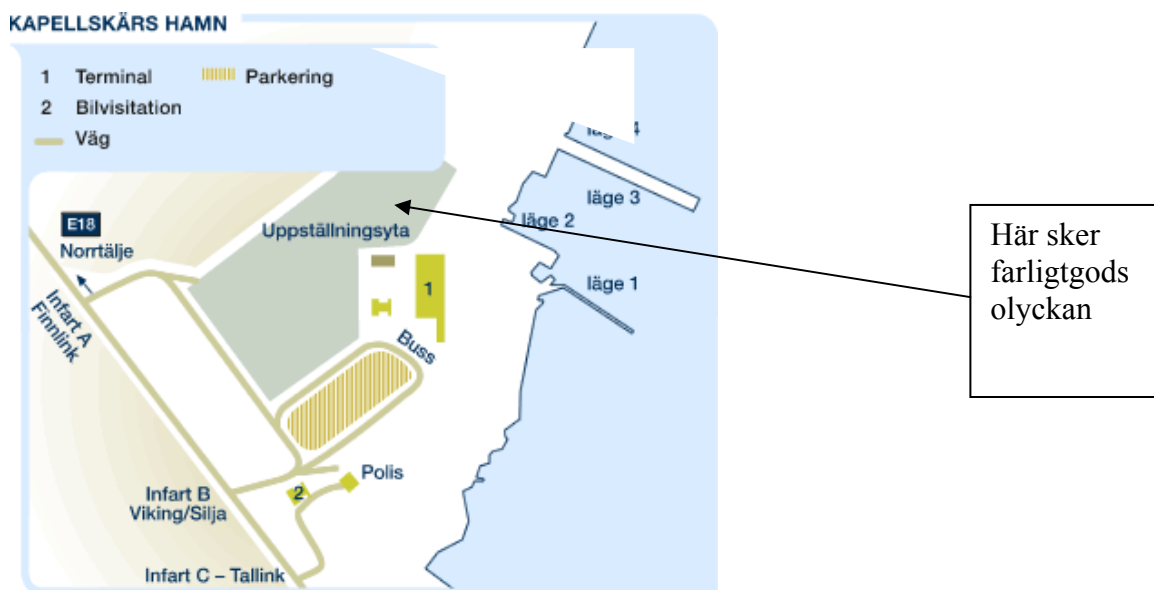 KAPELLSKÄRS HAMN
1 Terminal
Parkering
2 Bilvisitation
Väg
läge 3
läge 2
läge 1
E18
Norrtälje
Uppställningsyta
Infart A
Finnlink
1
Buss
Polis
2
Infart B
Viking/Silja
Infart C – Tallink
Här sker
farligtgods
olyckan